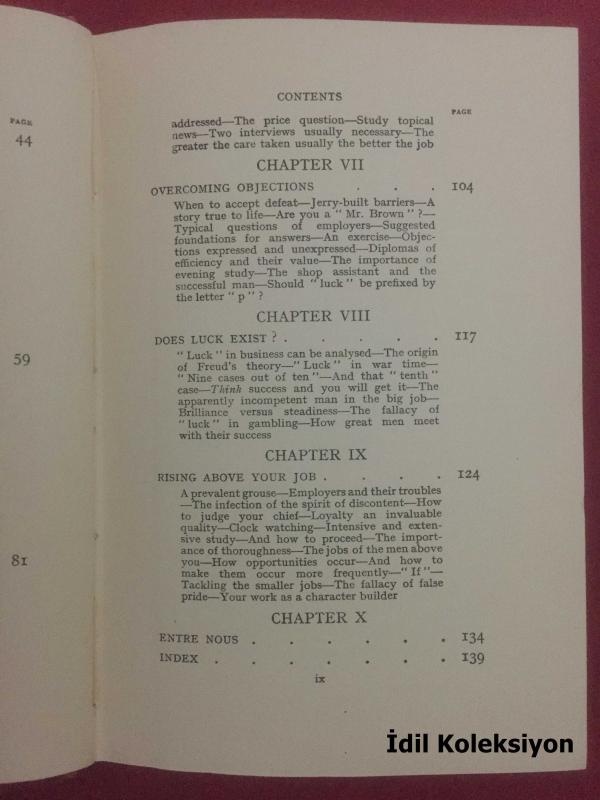 PAGE
44
59
81
CONTENTS
PAGE
addressed—The price question—Study topical
news—Two interviews usually necessary—The
greater the care taken usually the better the job
CHAPTER VII
OVERCOMING OBJECTIONS . . . 104
When to accept defeat—Jerry-built barriers—A
story true to life—Are you a "Mr. Brown"?—
Typical questions of employers—Suggested
foundations for answers—An exercise—Objec-
tions expressed and unexpressed—Diplomas of
efficiency and their value—The importance of
evening study—The shop assistant and the
successful man—Should "luck" be prefixed by
the letter "p"?
CHAPTER VIII
DOES LUCK EXIST? . . . . . 117
"Luck" in business can be analysed—The origin
of Freud's theory—"Luck" in war time—
"Nine cases out of ten"—And that "tenth"
case—Think success and you will get it—The
apparently incompetent man in the big job—
Brilliance versus steadiness—The fallacy of
"luck" in gambling—How great men meet
with their success
CHAPTER IX
RISING ABOVE YOUR JOB . . . . 124
A prevalent grouse—Employers and their troubles
—The infection of the spirit of discontent—How
to judge your chief—Loyalty an invaluable
quality—Clock watching—Intensive and exten-
sive study—And how to proceed—The import-
ance of thoroughness—The jobs of the men above
you—How opportunities occur—And how to
make them occur more frequently—"If"—
Tackling the smaller jobs—The fallacy of false
pride—Your work as a character builder
CHAPTER X
ENTRE NOUS . . . . . . 134
INDEX . . . . . . . 139
ix
İdil Koleksiyon